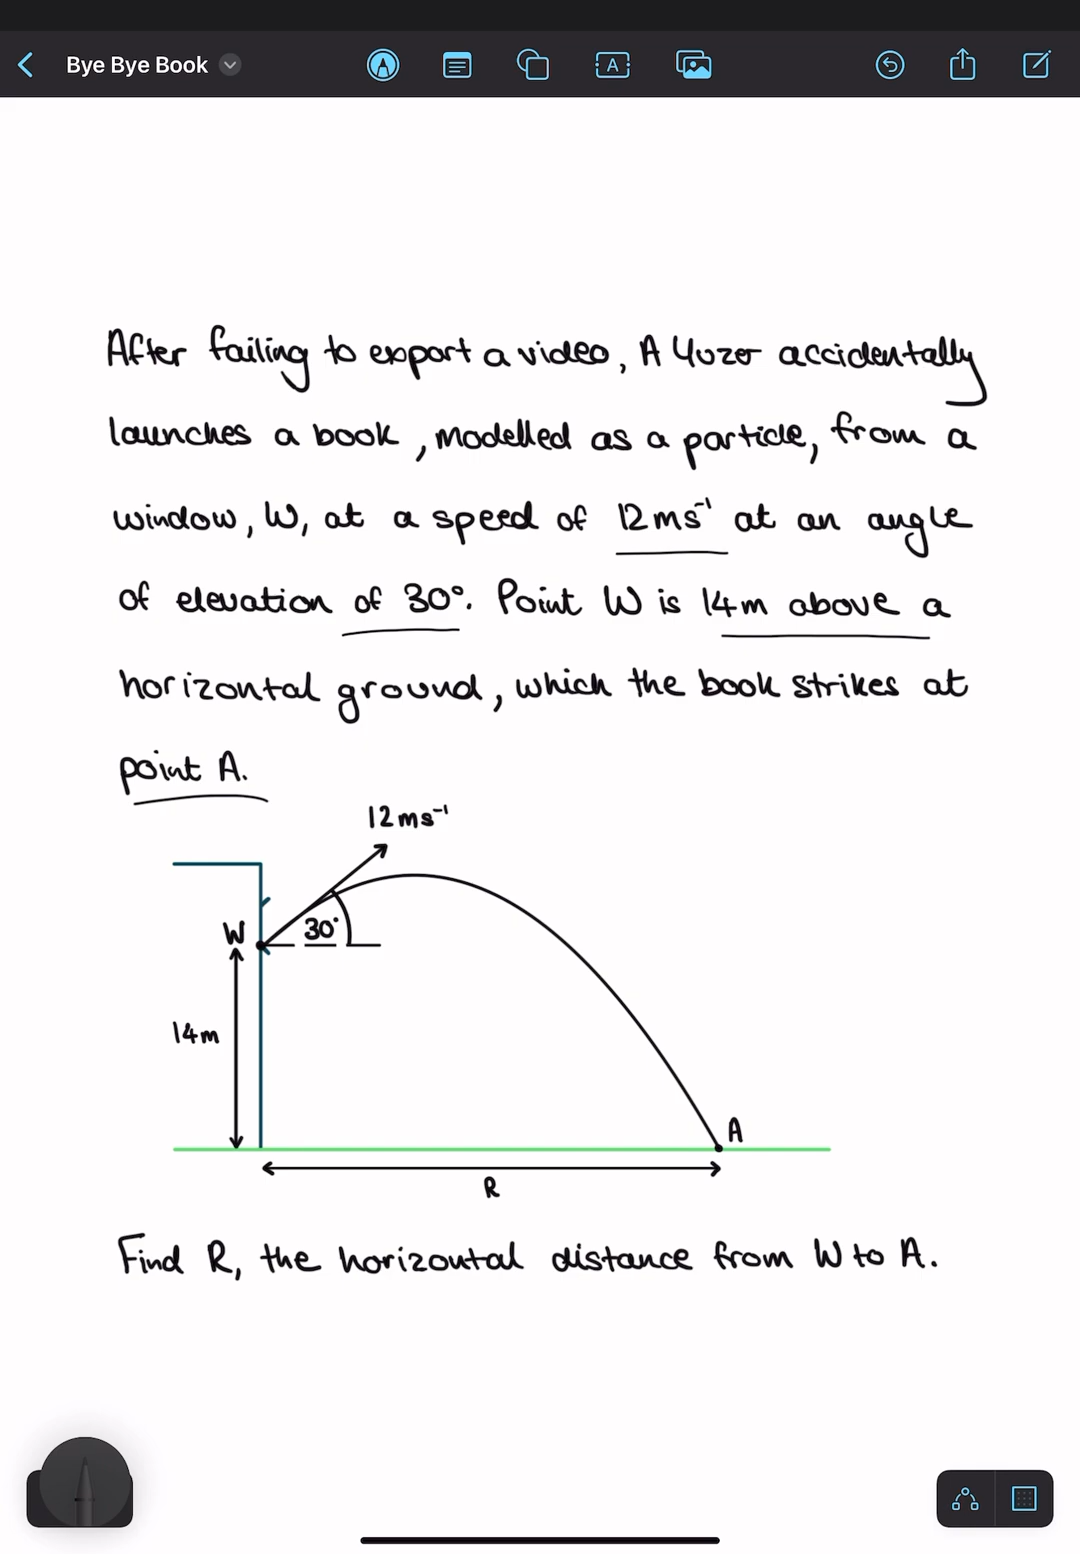 Bye Bye Book
After failing to export a video, A 4uzer accidentally
launches a book, modelled as a particle, from a
window, W, at a speed of 12ms⁻¹ at an angle
of elevation of 30°. Point W is 14m above a
horizontal ground, which the book strikes at
point A.
12ms⁻¹
W
30°
14m
A
R
Find R, the horizontal distance from W to A.